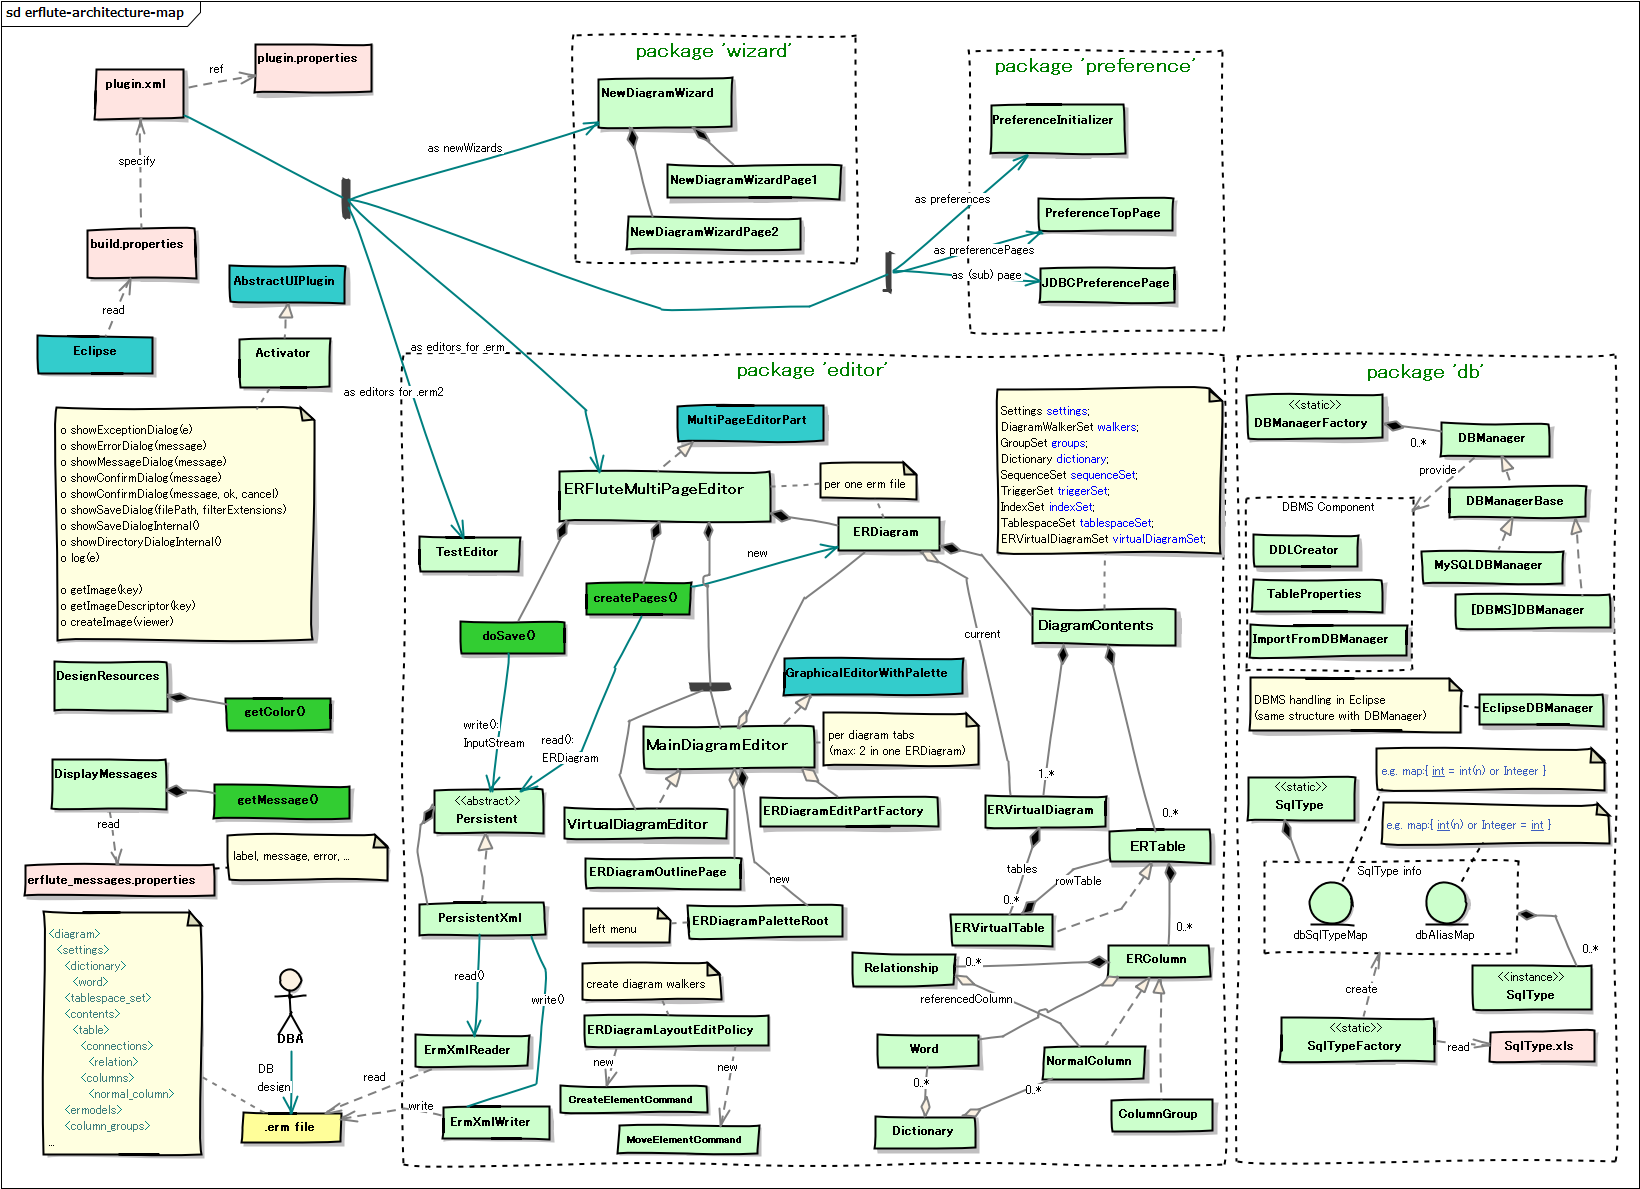 sd erflute-architecture-map
plugin.xml
ref
plugin.properties
specify
build.properties
read
Eclipse
AbstractUIPlugin
Activator
o showExceptionDialog(e)
o showErrorDialog(message)
o showMessageDialog(message)
o showConfirmDialog(message)
o showConfirmDialog(message, ok, cancel)
o showSaveDialog(filePath, filterExtensions)
o showSaveDialogInternal()
o showDirectoryDialogInternal()
o log(e)
o getImage(key)
o getImageDescriptor(key)
o createImage(viewer)
DesignResources
getColor()
DisplayMessages
getMessage()
read
label, message, error, ...
erflute_messages.properties
<diagram>
<settings>
<dictionary>
<word>
<tablespace_set>
<contents>
<table>
<connections>
<relation>
<columns>
<normal_column>
<ermodels>
<column_groups>
...
DBA
DB
design
.erm file
read
write
as newWizards
as editors for .erm
as editors for .erm2
as preferences
as preferencePages
as (sub) page
package 'wizard'
NewDiagramWizard
NewDiagramWizardPage1
NewDiagramWizardPage2
package 'preference'
PreferenceInitializer
PreferenceTopPage
JDBCPreferencePage
package 'editor'
MultiPageEditorPart
ERFluteMultiPageEditor
per one erm file
TestEditor
ERDiagram
new
createPages()
doSave()
Settings settings;
DiagramWalkerSet walkers;
GroupSet groups;
Dictionary dictionary;
SequenceSet sequenceSet;
TriggerSet triggerSet;
IndexSet indexSet;
TablespaceSet tablespaceSet;
ERVirtualDiagramSet virtualDiagramSet;
DiagramContents
current
GraphicalEditorWithPalette
write():
InputStream
read():
ERDiagram
MainDiagramEditor
per diagram tabs
(max: 2 in one ERDiagram)
<<abstract>>
Persistent
VirtualDiagramEditor
ERDiagramEditPartFactory
1..*
ERVirtualDiagram
0..*
ERTable
ERDiagramOutlinePage
new
tables
rowTable
0..*
PersistentXml
left menu
ERDiagramPaletteRoot
ERVirtualTable
0..*
read()
write()
create diagram walkers
Relationship
0..*
ERColumn
referencedColumn
ERDiagramLayoutEditPolicy
ErmXmlReader
new
new
Word
NormalColumn
0..*
0..*
CreateElementCommand
ErmXmlWriter
MoveElementCommand
Dictionary
ColumnGroup
package 'db'
<<static>>
DBManagerFactory
0..*
DBManager
provide
DBManagerBase
DBMS Component
DDLCreator
TableProperties
ImportFromDBManager
MySQLDBManager
[DBMS]DBManager
DBMS handling in Eclipse
(same structure with DBManager)
EclipseDBManager
e.g. map:{ int = int(n) or Integer }
<<static>>
SqlType
e.g. map:{ int(n) or Integer = int }
SqlType info
dbSqlTypeMap
dbAliasMap
0..*
<<instance>>
SqlType
create
<<static>>
SqlTypeFactory
read
SqlType.xls